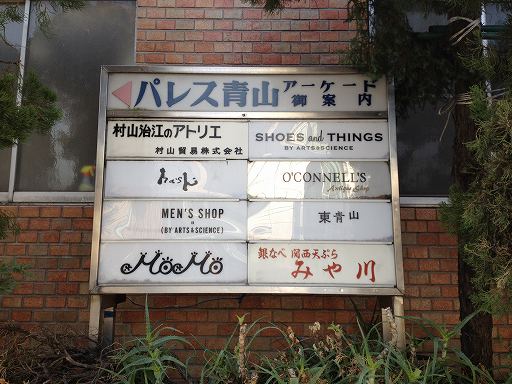 パレス青山 アーケード御案内
村山治江のアトリエ
村山貿易株式会社
SHOES and THINGS
BY ARTS&SCIENCE
O'CONNELL'S
Antique Shop
MEN'S SHOP
(BY ARTS&SCIENCE)
東青山
MOMO
銀なべ 関西天ぷら
みや川